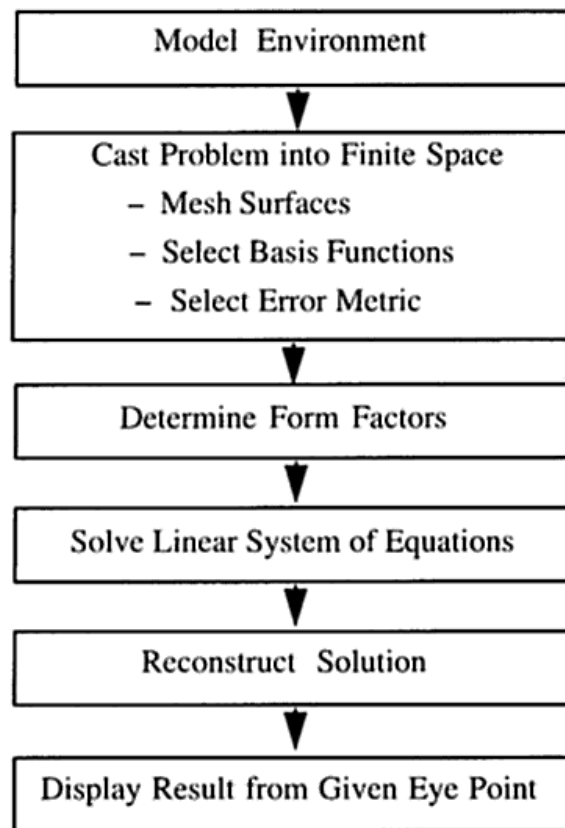 Model Environment
Cast Problem into Finite Space
– Mesh Surfaces
– Select Basis Functions
– Select Error Metric
Determine Form Factors
Solve Linear System of Equations
Reconstruct Solution
Display Result from Given Eye Point